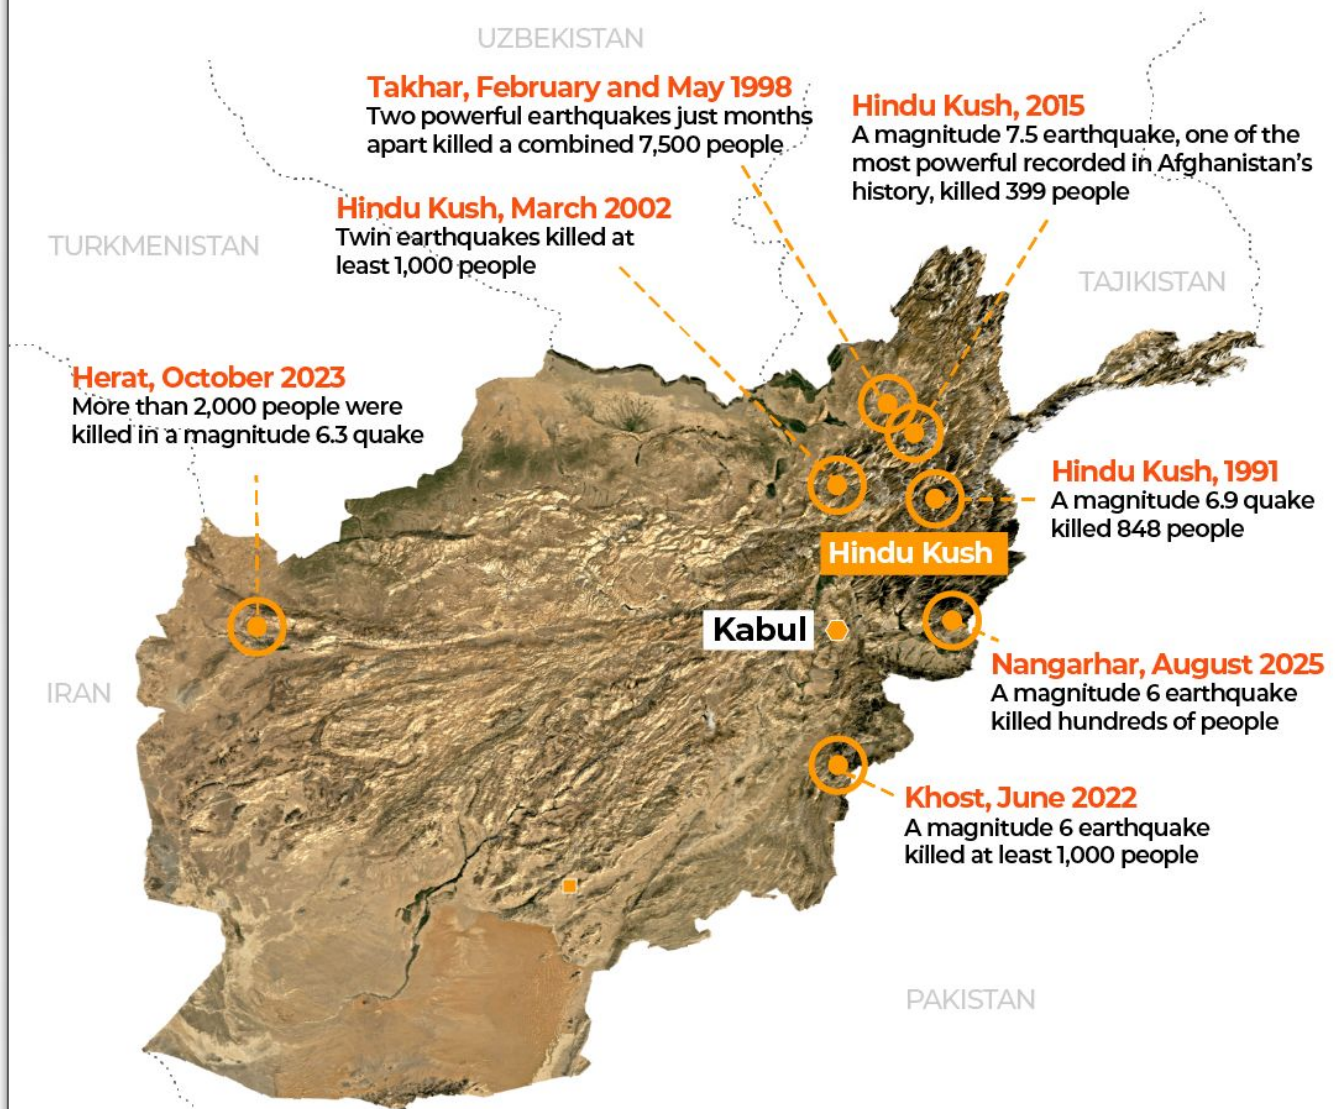 UZBEKISTAN
Takhar, February and May 1998
Two powerful earthquakes just months
apart killed a combined 7,500 people
Hindu Kush, 2015
A magnitude 7.5 earthquake, one of the
most powerful recorded in Afghanistan's
history, killed 399 people
Hindu Kush, March 2002
Twin earthquakes killed at
least 1,000 people
TURKMENISTAN
TAJIKISTAN
Herat, October 2023
More than 2,000 people were
killed in a magnitude 6.3 quake
Hindu Kush, 1991
A magnitude 6.9 quake
killed 848 people
Hindu Kush
Kabul
Nangarhar, August 2025
A magnitude 6 earthquake
killed hundreds of people
IRAN
Khost, June 2022
A magnitude 6 earthquake
killed at least 1,000 people
PAKISTAN